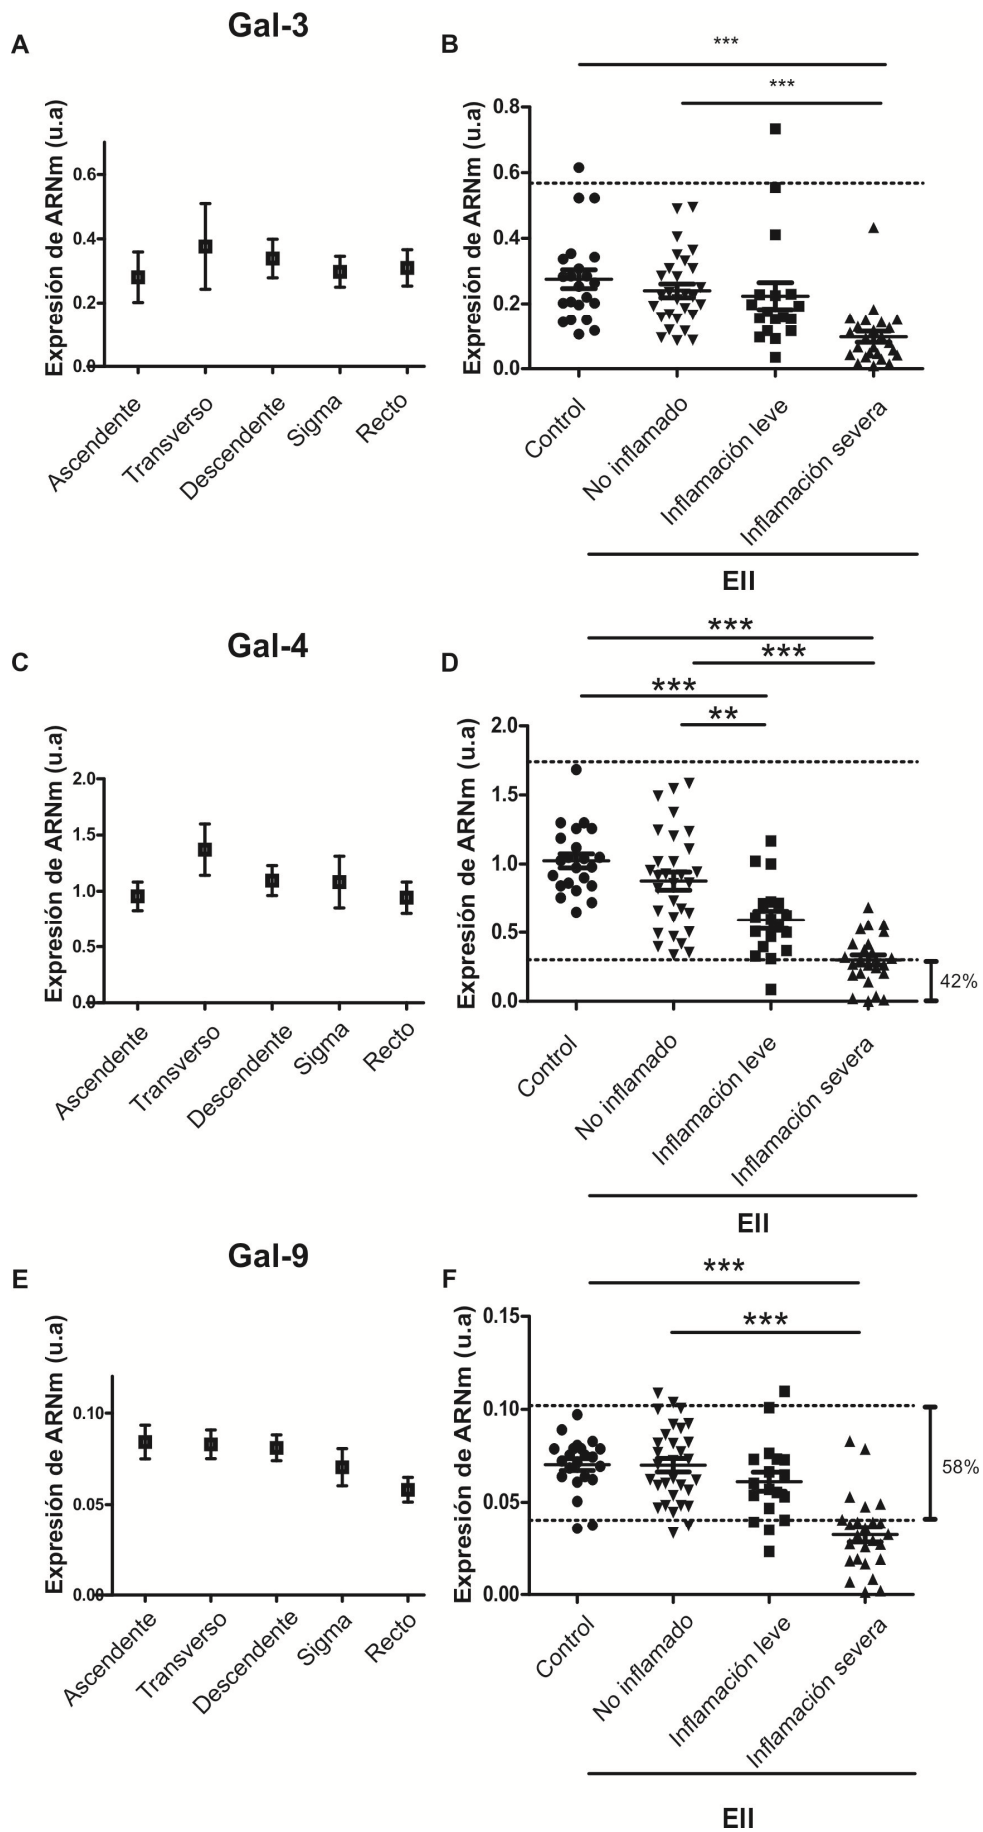 Gal-3
A
Expresión de ARNm (u.a)
0.6
0.4
0.2
0.0
Ascendente
Transverso
Descendente
Sigma
Recto
B
***
***
Expresión de ARNm (u.a)
0.8
0.6
0.4
0.2
0.0
Control
No inflamado
Inflamación leve
Inflamación severa
EII
Gal-4
C
Expresión de ARNm (u.a)
2.0
1.5
1.0
0.5
0.0
Ascendente
Transverso
Descendente
Sigma
Recto
D
***
***
***
**
Expresión de ARNm (u.a)
2.0
1.5
1.0
0.5
0.0
42%
Control
No inflamado
Inflamación leve
Inflamación severa
EII
Gal-9
E
Expresión de ARNm (u.a)
0.10
0.05
0.00
Ascendente
Transverso
Descendente
Sigma
Recto
F
***
***
Expresión de ARNm (u.a)
0.15
0.10
0.05
0.00
58%
Control
No inflamado
Inflamación leve
Inflamación severa
EII